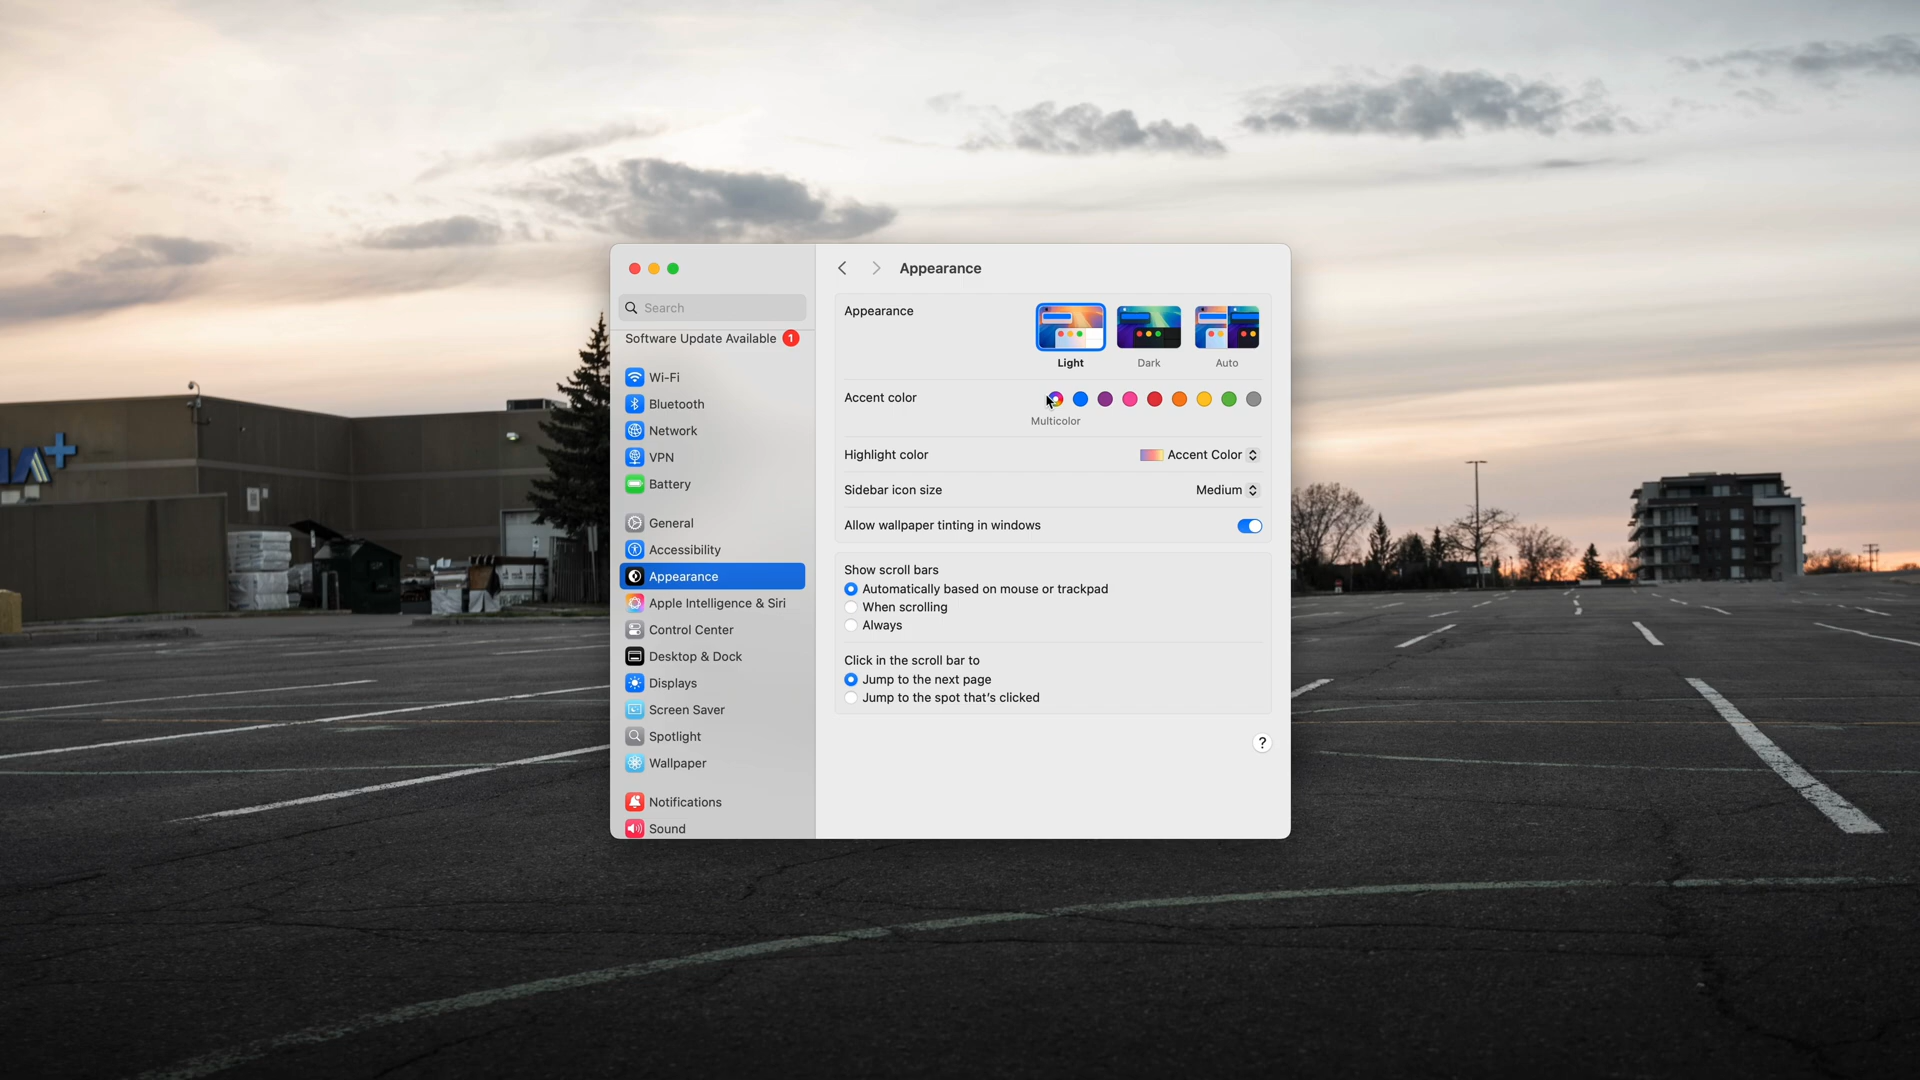 Appearance
Search
Software Update Available 1
Wi-Fi
Bluetooth
Network
VPN
Battery
General
Accessibility
Appearance
Apple Intelligence & Siri
Control Center
Desktop & Dock
Displays
Screen Saver
Spotlight
Wallpaper
Notifications
Sound
Appearance
Light Dark Auto
Accent color
Multicolor
Highlight color Accent Color
Sidebar icon size Medium
Allow wallpaper tinting in windows
Show scroll bars
Automatically based on mouse or trackpad
When scrolling
Always
Click in the scroll bar to
Jump to the next page
Jump to the spot that's clicked
?